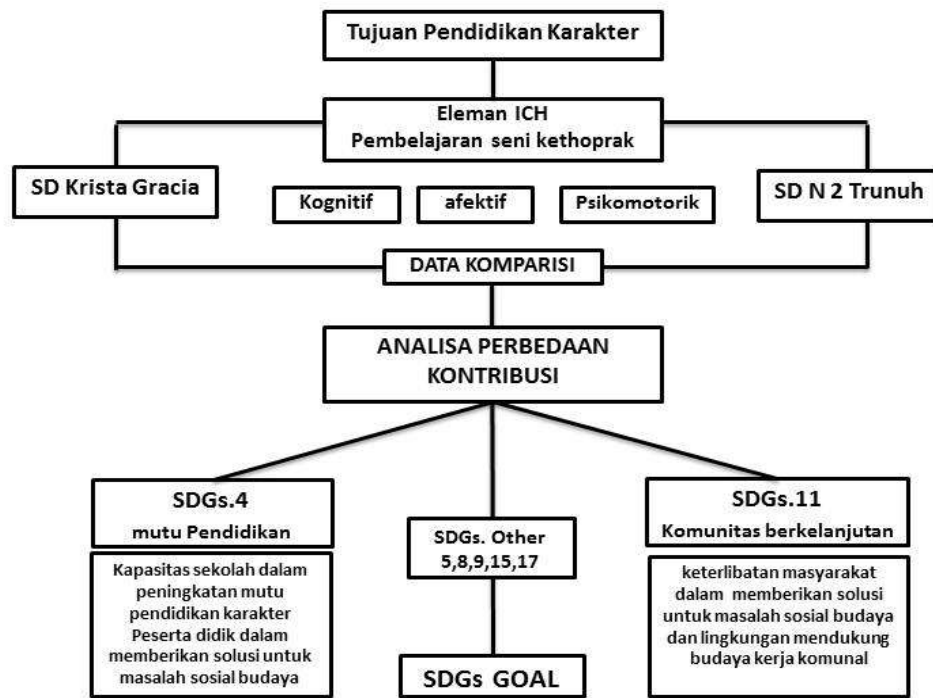 Tujuan Pendidikan Karakter
Eleman ICH
Pembelajaran seni kethoprak
SD Krista Gracia
Kognitif
afektif
Psikomotorik
SD N 2 Trunuh
DATA KOMPARISI
ANALISA PERBEDAAN
KONTRIBUSI
SDGs.4
mutu Pendidikan
Kapasitas sekolah dalam
peningkatan mutu
pendidikan karakter
Peserta didik dalam
memberikan solusi untuk
masalah sosial budaya
SDGs. Other
5,8,9,15,17
SDGs GOAL
SDGs.11
Komunitas berkelanjutan
keterlibatan masyarakat
dalam memberikan solusi
untuk masalah sosial budaya
dan lingkungan mendukung
budaya kerja komunal